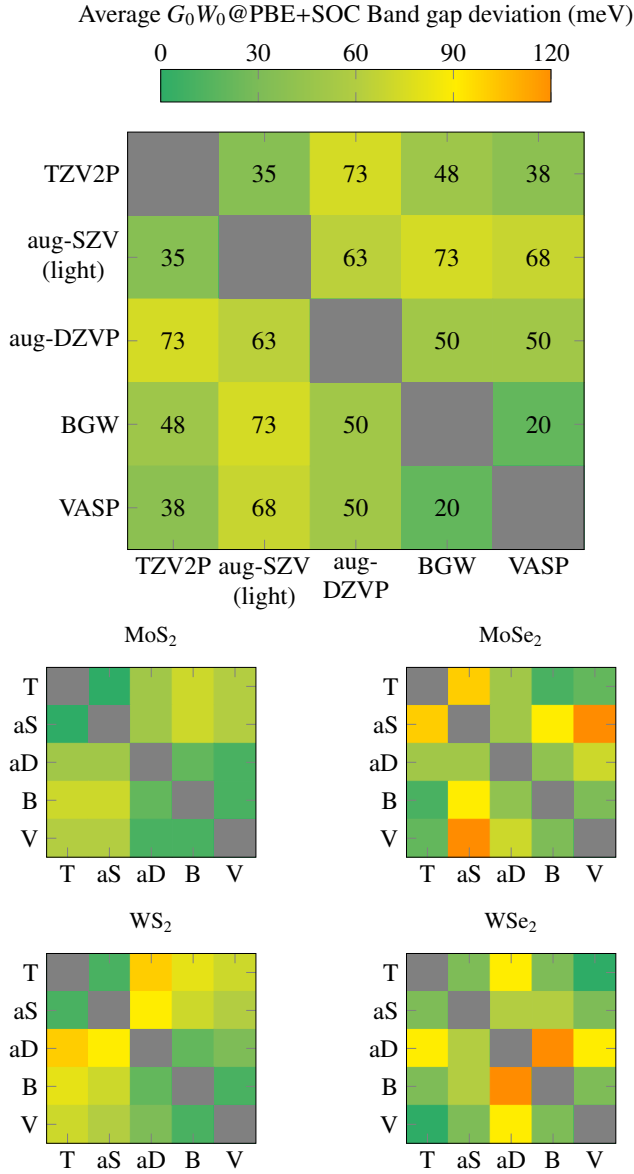 Average G₀W₀@PBE+SOC Band gap deviation (meV)
0 30 60 90 120
TZV2P 35 73 48 38
aug-SZV
(light)
35 63 73 68
aug-DZVP 73 63 50 50
BGW 48 73 50 20
VASP 38 68 50 20
TZV2P aug-SZV aug- BGW VASP
(light) DZVP
MoS₂
T
aS
aD
B
V
T aS aD B V
MoSe₂
T
aS
aD
B
V
T aS aD B V
WS₂
T
aS
aD
B
V
T aS aD B V
WSe₂
T
aS
aD
B
V
T aS aD B V